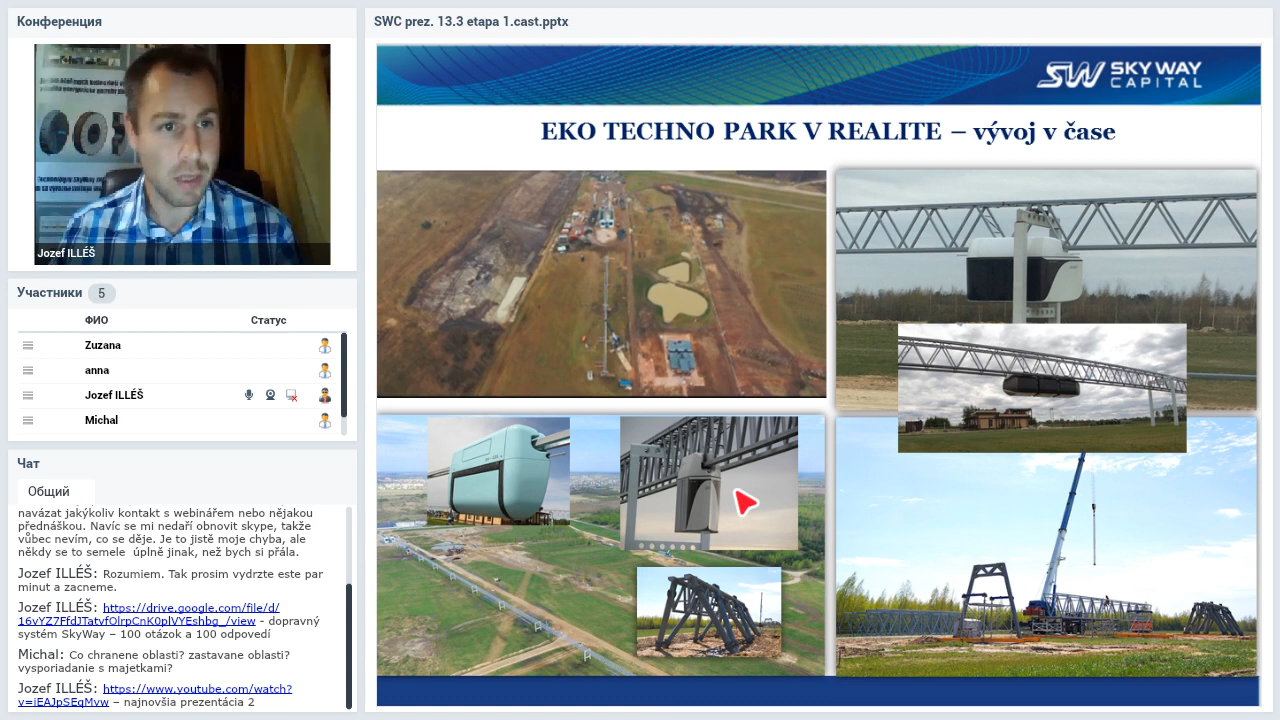 Конференция
Jozef ILLÉŠ
Участники 5
ФИО Статус
Zuzana
anna
Jozef ILLÉŠ
Michal
Чат
Общий
navázat jakýkoliv kontakt s webinářem nebo nějakou
přednáškou. Navíc se mi nedaří obnovit skype, takže
vůbec nevím, co se děje. Je to jistě moje chyba, ale
někdy se to semele úplně jinak, než bych si přála.
Jozef ILLÉŠ: Rozumiem. Tak prosim vydrzte este par
minut a zacneme.
Jozef ILLÉŠ: https://drive.google.com/file/d/
16vYZ7FfdJTatvfOlrpCnK0plVYEshbg_/view - dopravný
systém SkyWay – 100 otázok a 100 odpovedí
Michal: Co chranene oblasti? zastavane oblasti?
vysporiadanie s majetkami?
Jozef ILLÉŠ: https://www.youtube.com/watch?
v=iEAJpSEqMvw – najnovšia prezentácia 2
SWC prez. 13.3 etapa 1.cast.pptx
SW SKY WAY
CAPITAL
EKO TECHNO PARK V REALITE – vývoj v čase